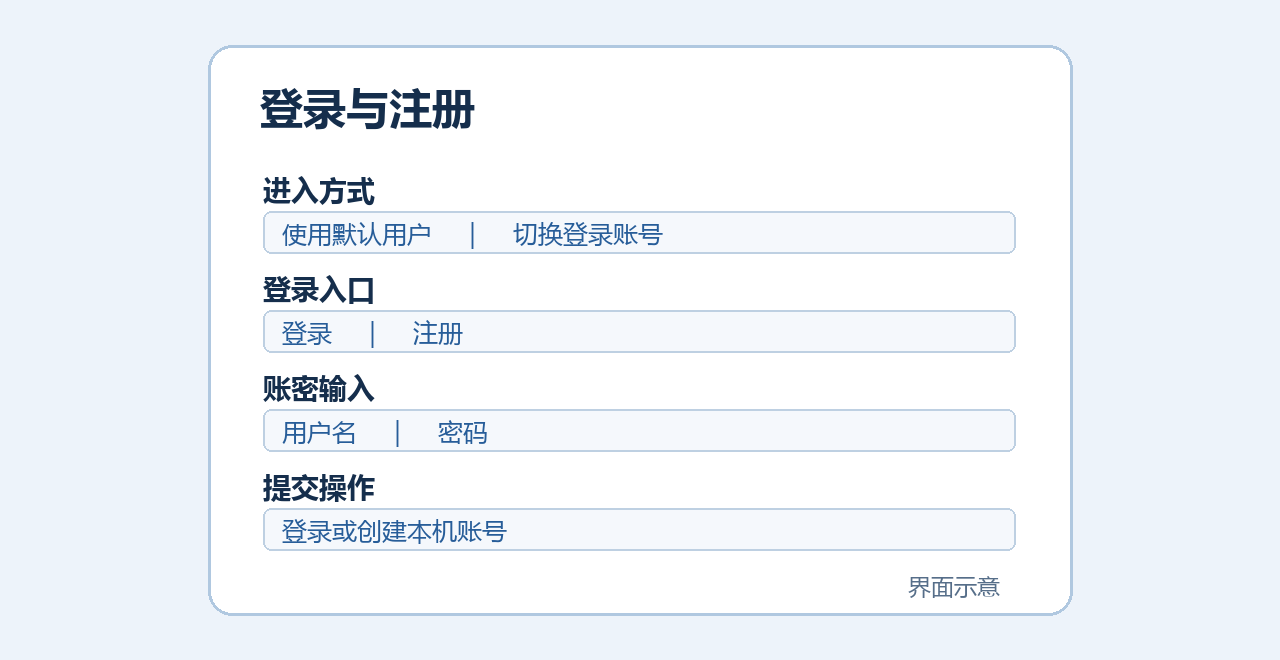 登录与注册
进入方式
使用默认用户 | 切换登录账号
登录入口
登录 | 注册
账密输入
用户名 | 密码
提交操作
登录或创建本机账号
界面示意